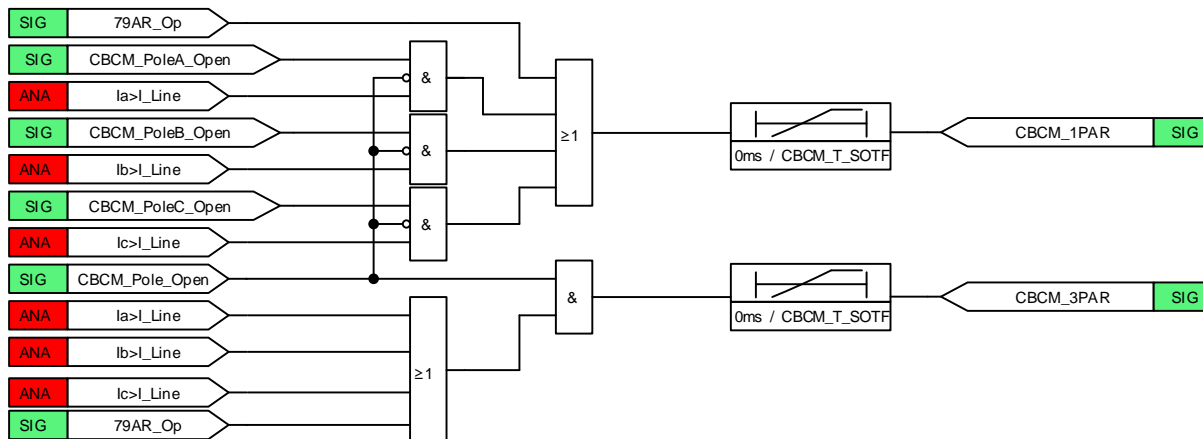 SIG 79AR_Op
SIG CBCM_PoleA_Open
ANA Ia>I_Line
&
SIG CBCM_PoleB_Open
ANA Ib>I_Line
&
SIG CBCM_PoleC_Open
ANA Ic>I_Line
&
≥1
0ms / CBCM_T_SOTF
CBCM_1PAR SIG
SIG CBCM_Pole_Open
ANA Ia>I_Line
ANA Ib>I_Line
ANA Ic>I_Line
SIG 79AR_Op
≥1
&
0ms / CBCM_T_SOTF
CBCM_3PAR SIG